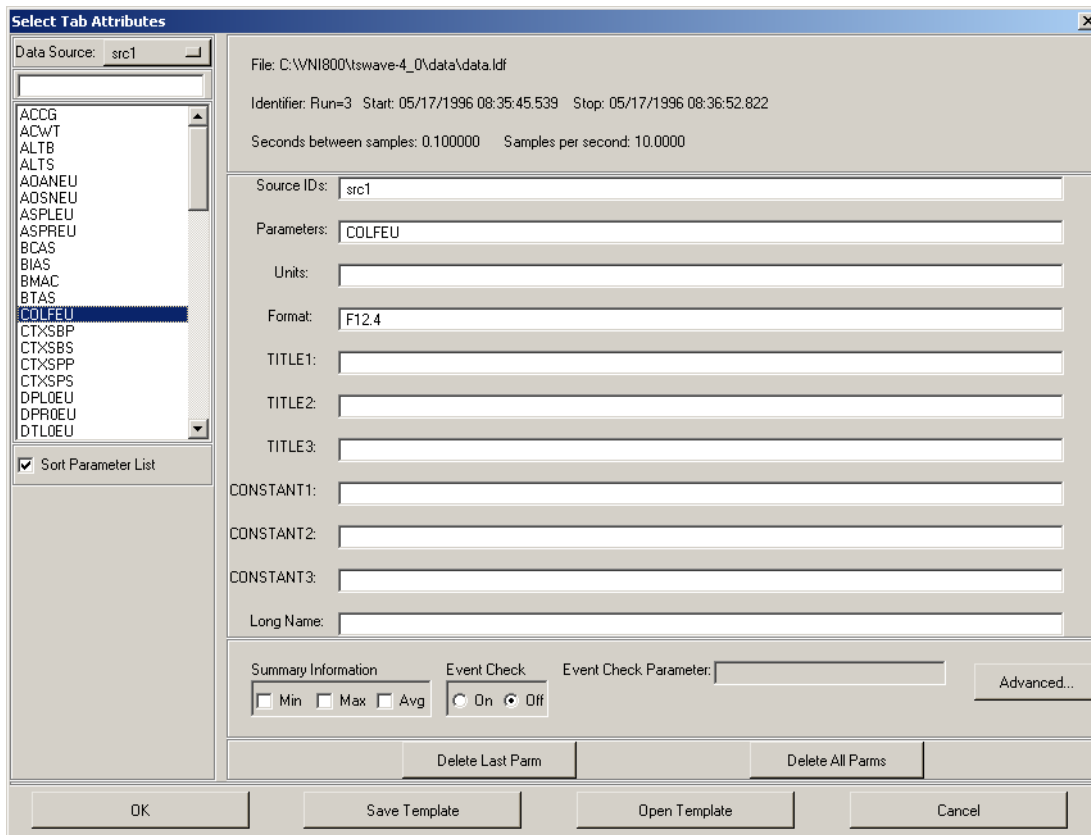 Select Tab Attributes
Data Source: src1
ACCG
ACWT
ALTB
ALTS
AOANEU
AOSNEU
ASPLEU
ASPREU
BCAS
BIAS
BMAC
BTAS
COLFEU
CTXSBP
CTXSBS
CTXSPP
CTXSPS
DPL0EU
DPR0EU
DTL0EU
Sort Parameter List
File: C:\VNI800\tswave-4_0\data\data.ldf
Identifier: Run=3 Start: 05/17/1996 08:35:45.539 Stop: 05/17/1996 08:36:52.822
Seconds between samples: 0.100000 Samples per second: 10.0000
Source IDs: src1
Parameters: COLFEU
Units:
Format: F12.4
TITLE1:
TITLE2:
TITLE3:
CONSTANT1:
CONSTANT2:
CONSTANT3:
Long Name:
Summary Information Event Check Event Check Parameter:
Min Max Avg On Off Advanced...
Delete Last Parm Delete All Parms
OK Save Template Open Template Cancel